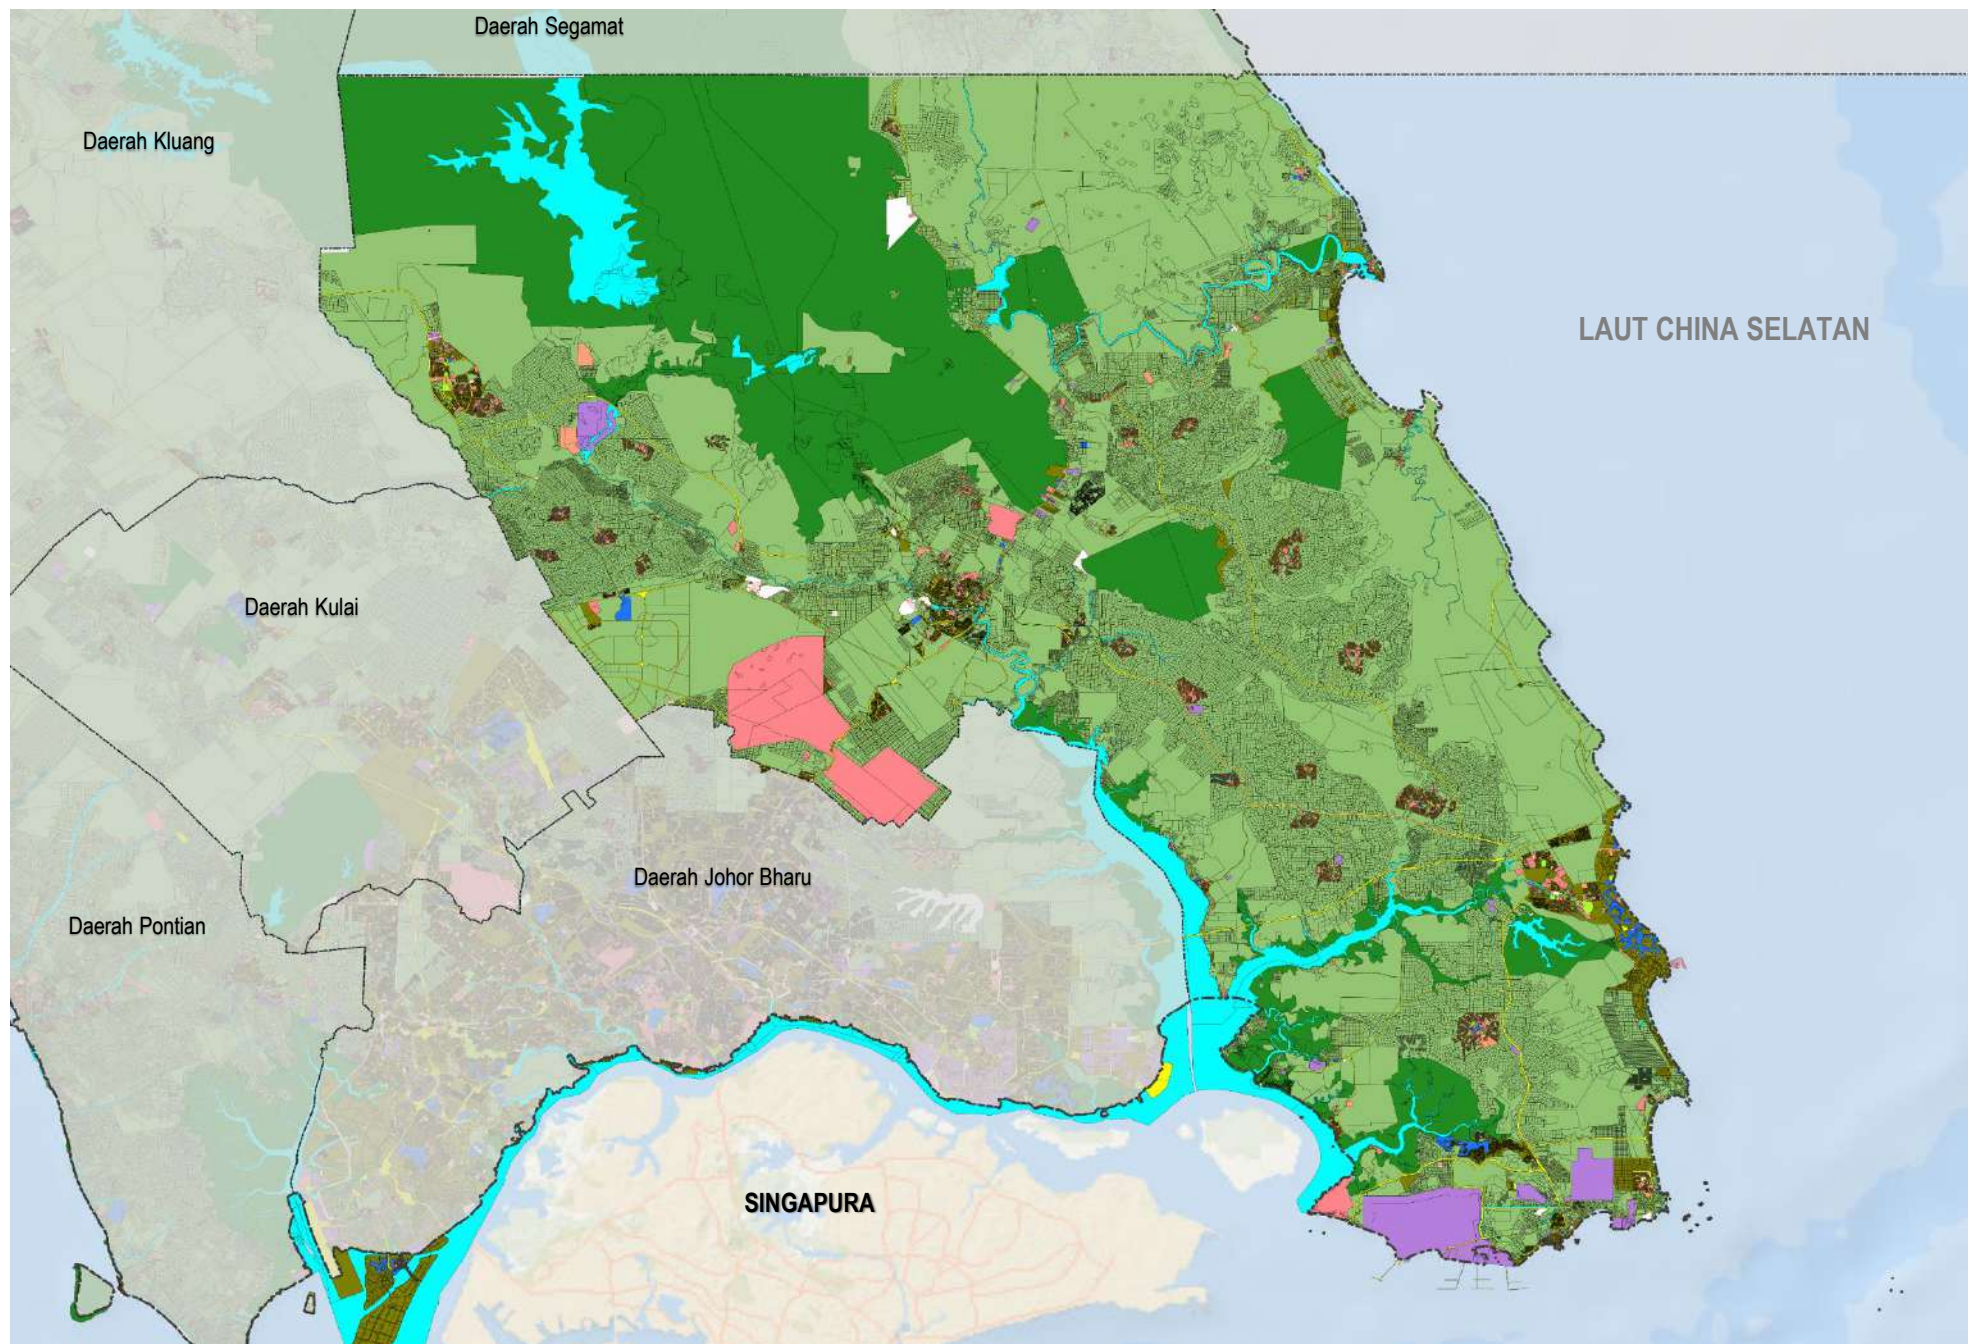 Daerah Segamat
Daerah Kluang
LAUT CHINA SELATAN
Daerah Kulai
Daerah Johor Bharu
Daerah Pontian
SINGAPURA